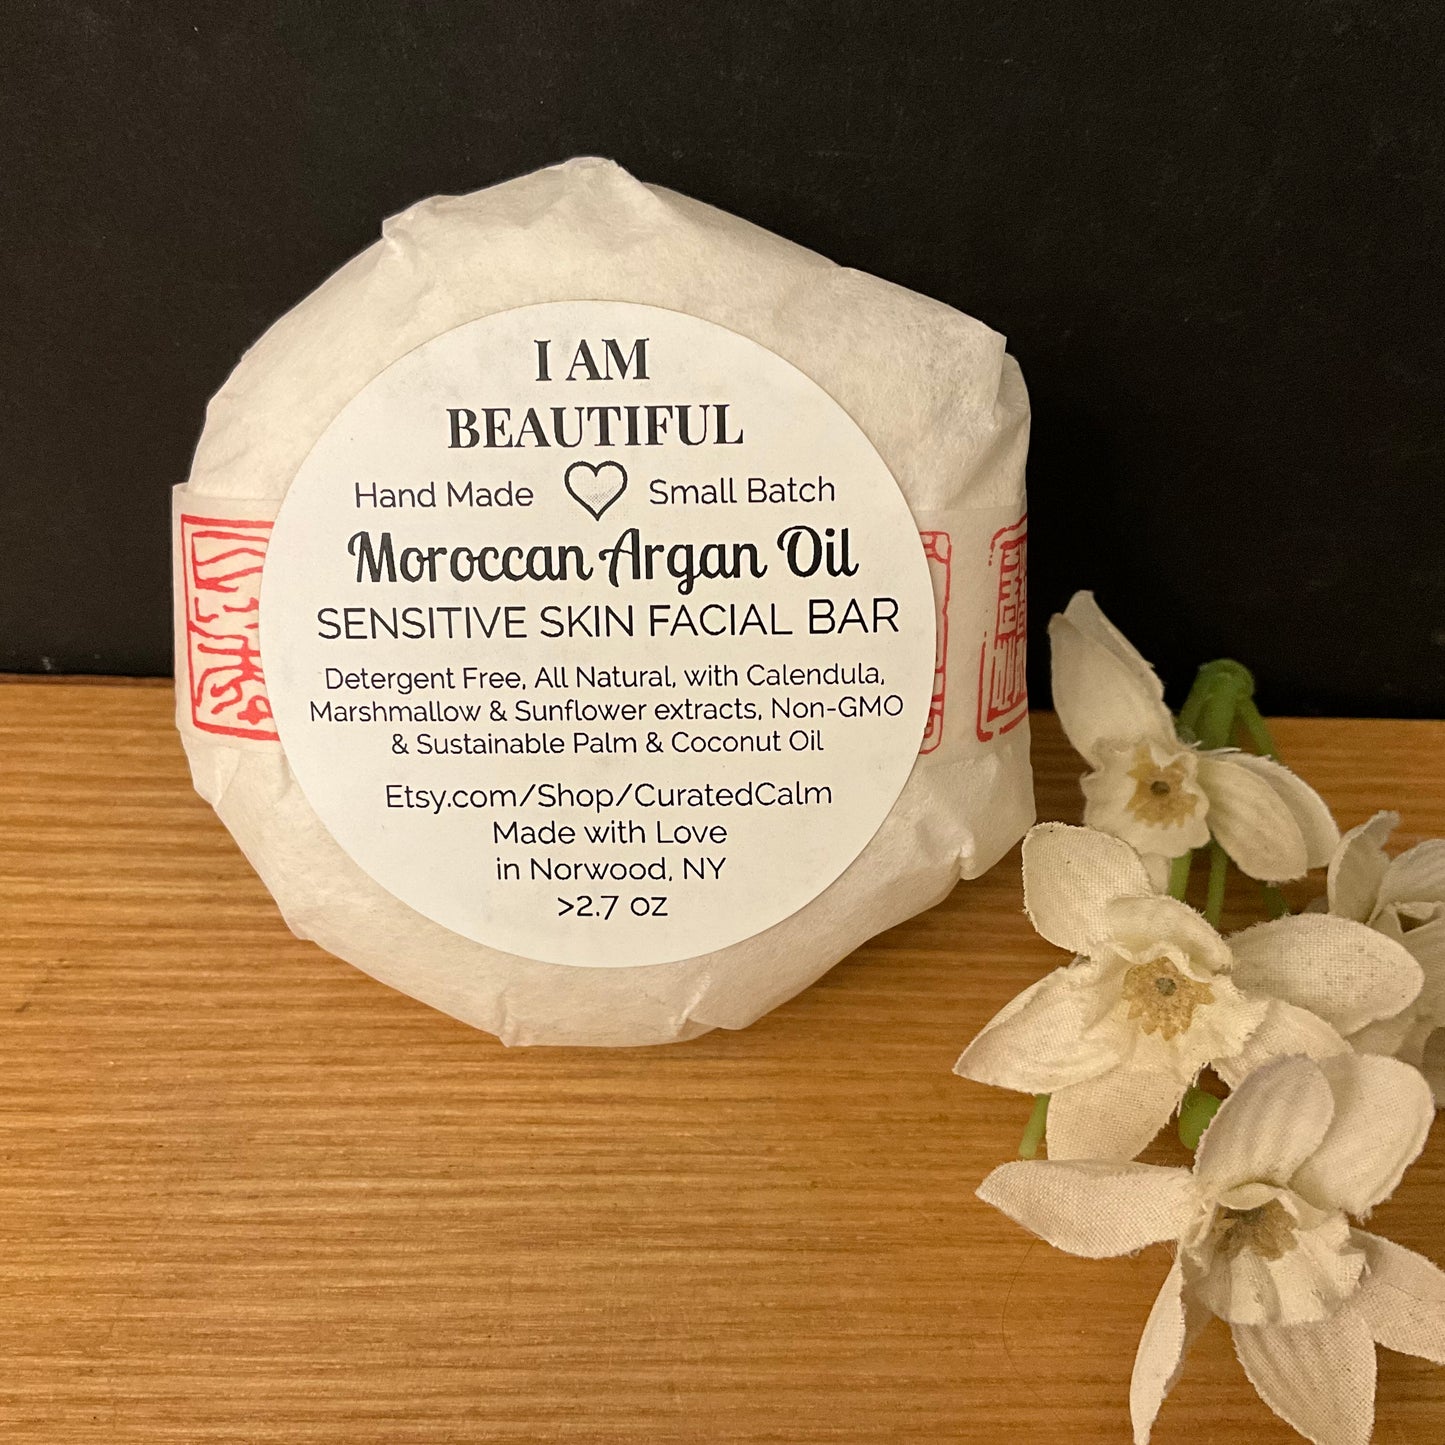 I AM
BEAUTIFUL
Hand Made Small Batch
Moroccan Argan Oil
SENSITIVE SKIN FACIAL BAR
Detergent Free, All Natural, with Calendula,
Marshmallow & Sunflower extracts, Non-GMO
& Sustainable Palm & Coconut Oil
Etsy.com/Shop/CuratedCalm
Made with Love
in Norwood, NY
>2.7 oz